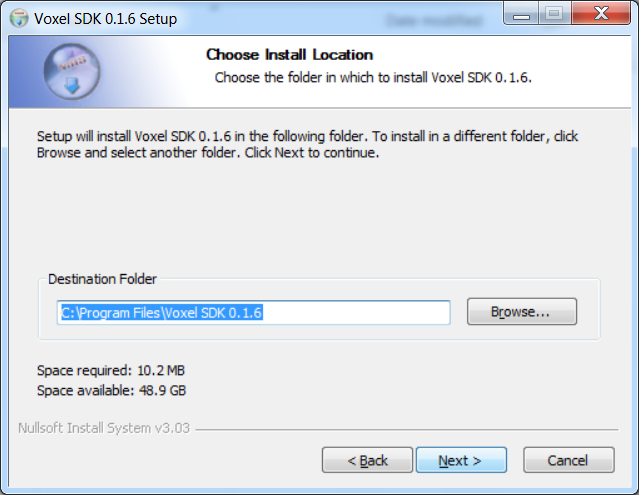 Voxel SDK 0.1.6 Setup
Date modified
Choose Install Location
Choose the folder in which to install Voxel SDK 0.1.6.
Setup will install Voxel SDK 0.1.6 in the following folder. To install in a different folder, click
Browse and select another folder. Click Next to continue.
Destination Folder
C:\Program Files\Voxel SDK 0.1.6
Browse...
Space required: 10.2 MB
Space available: 48.9 GB
Nullsoft Install System v3.03
< Back
Next >
Cancel